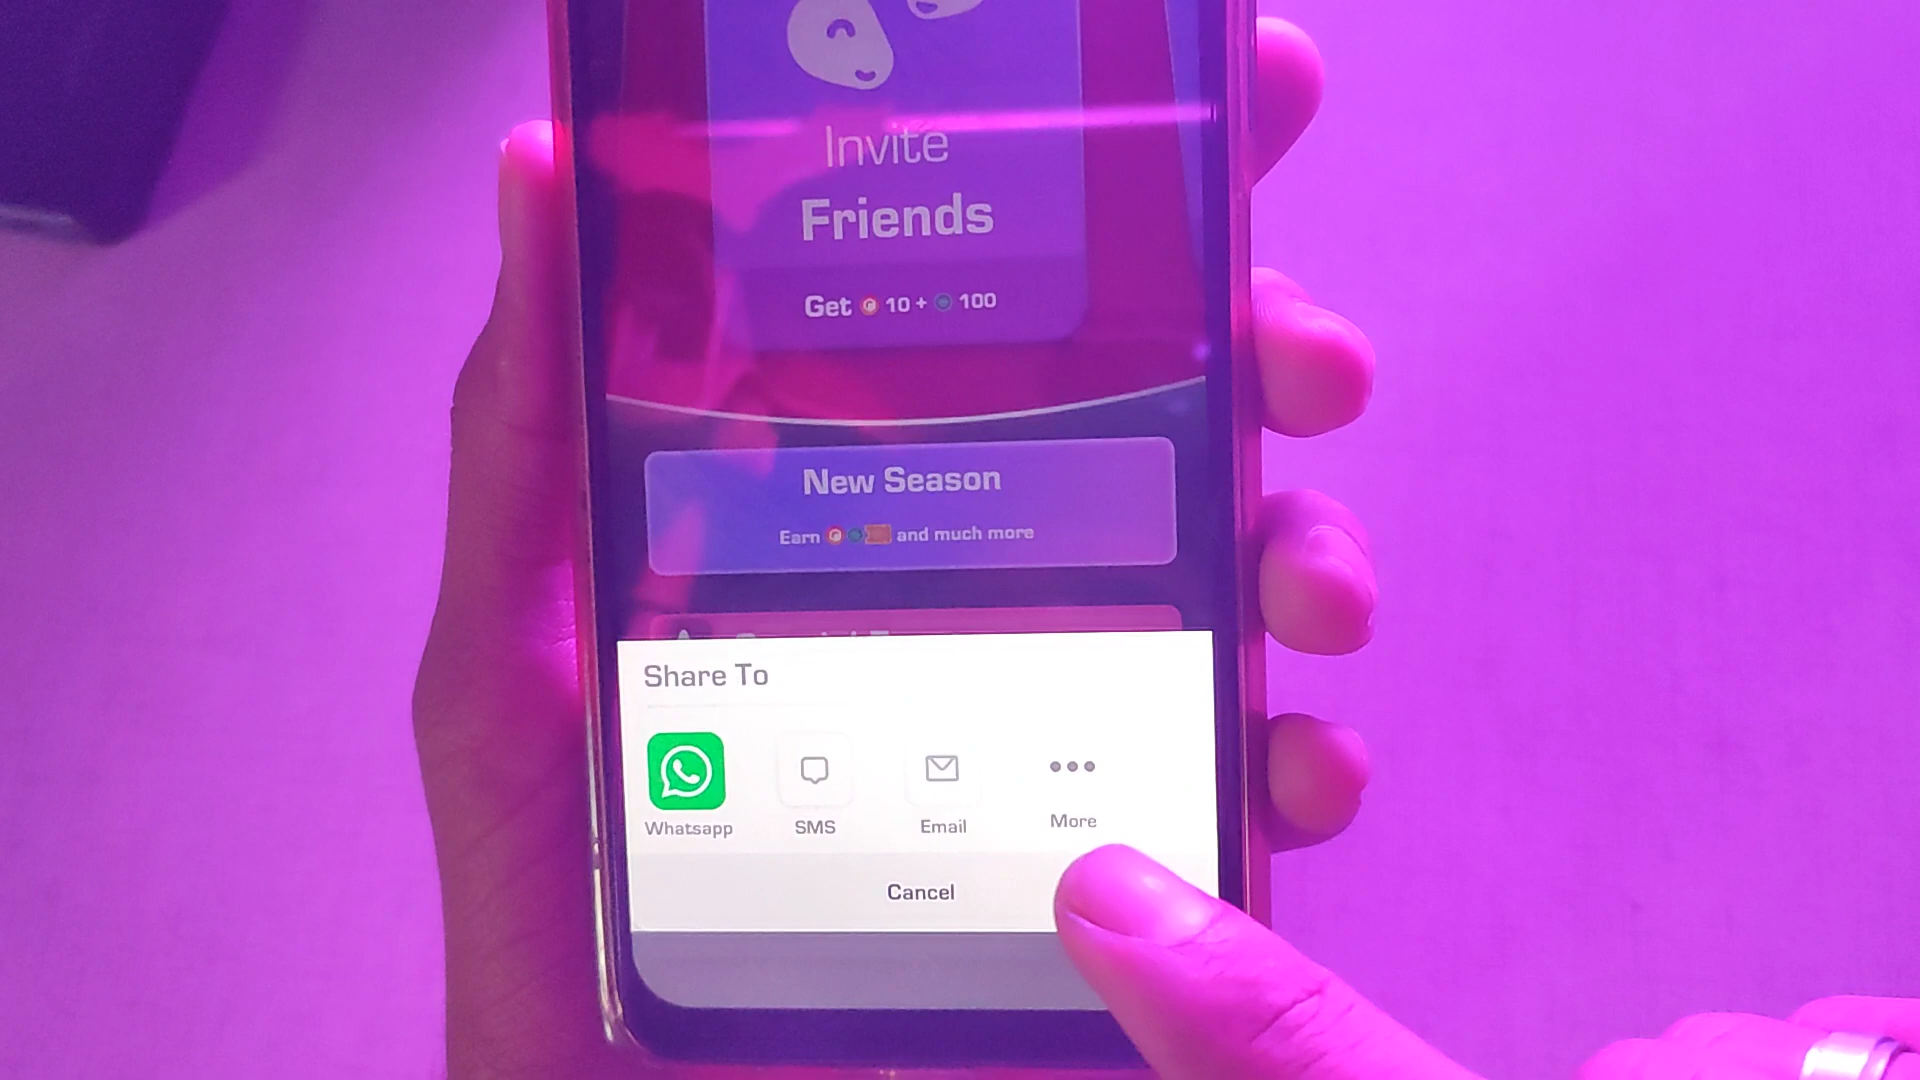 Invite
Friends
Get 10 + 100
New Season
Earn and much more
Share To
Whatsapp
SMS
Email
More
Cancel